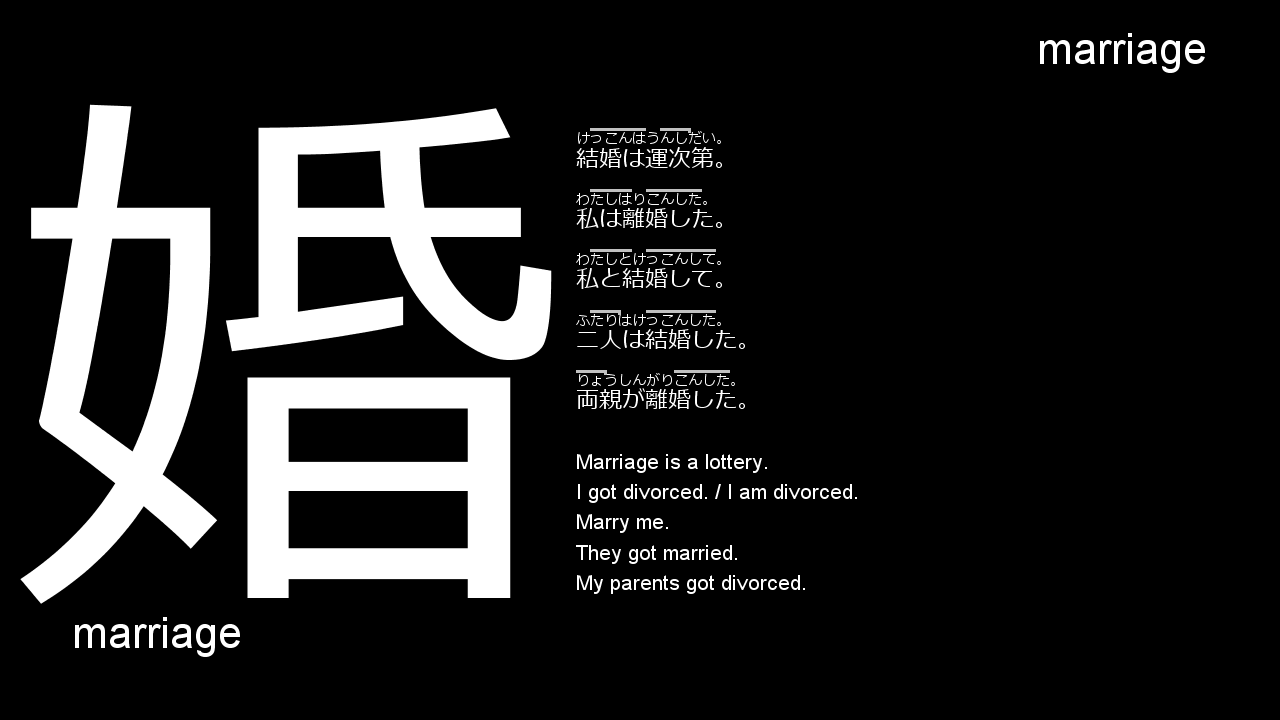 marriage
婚
けっこんはうんしだい。
結婚は運次第。
わたしはりこんした。
私は離婚した。
わたしとけっこんして。
私と結婚して。
ふたりはけっこんした。
二人は結婚した。
りょうしんがりこんした。
両親が離婚した。
Marriage is a lottery.
I got divorced. / I am divorced.
Marry me.
They got married.
My parents got divorced.
marriage